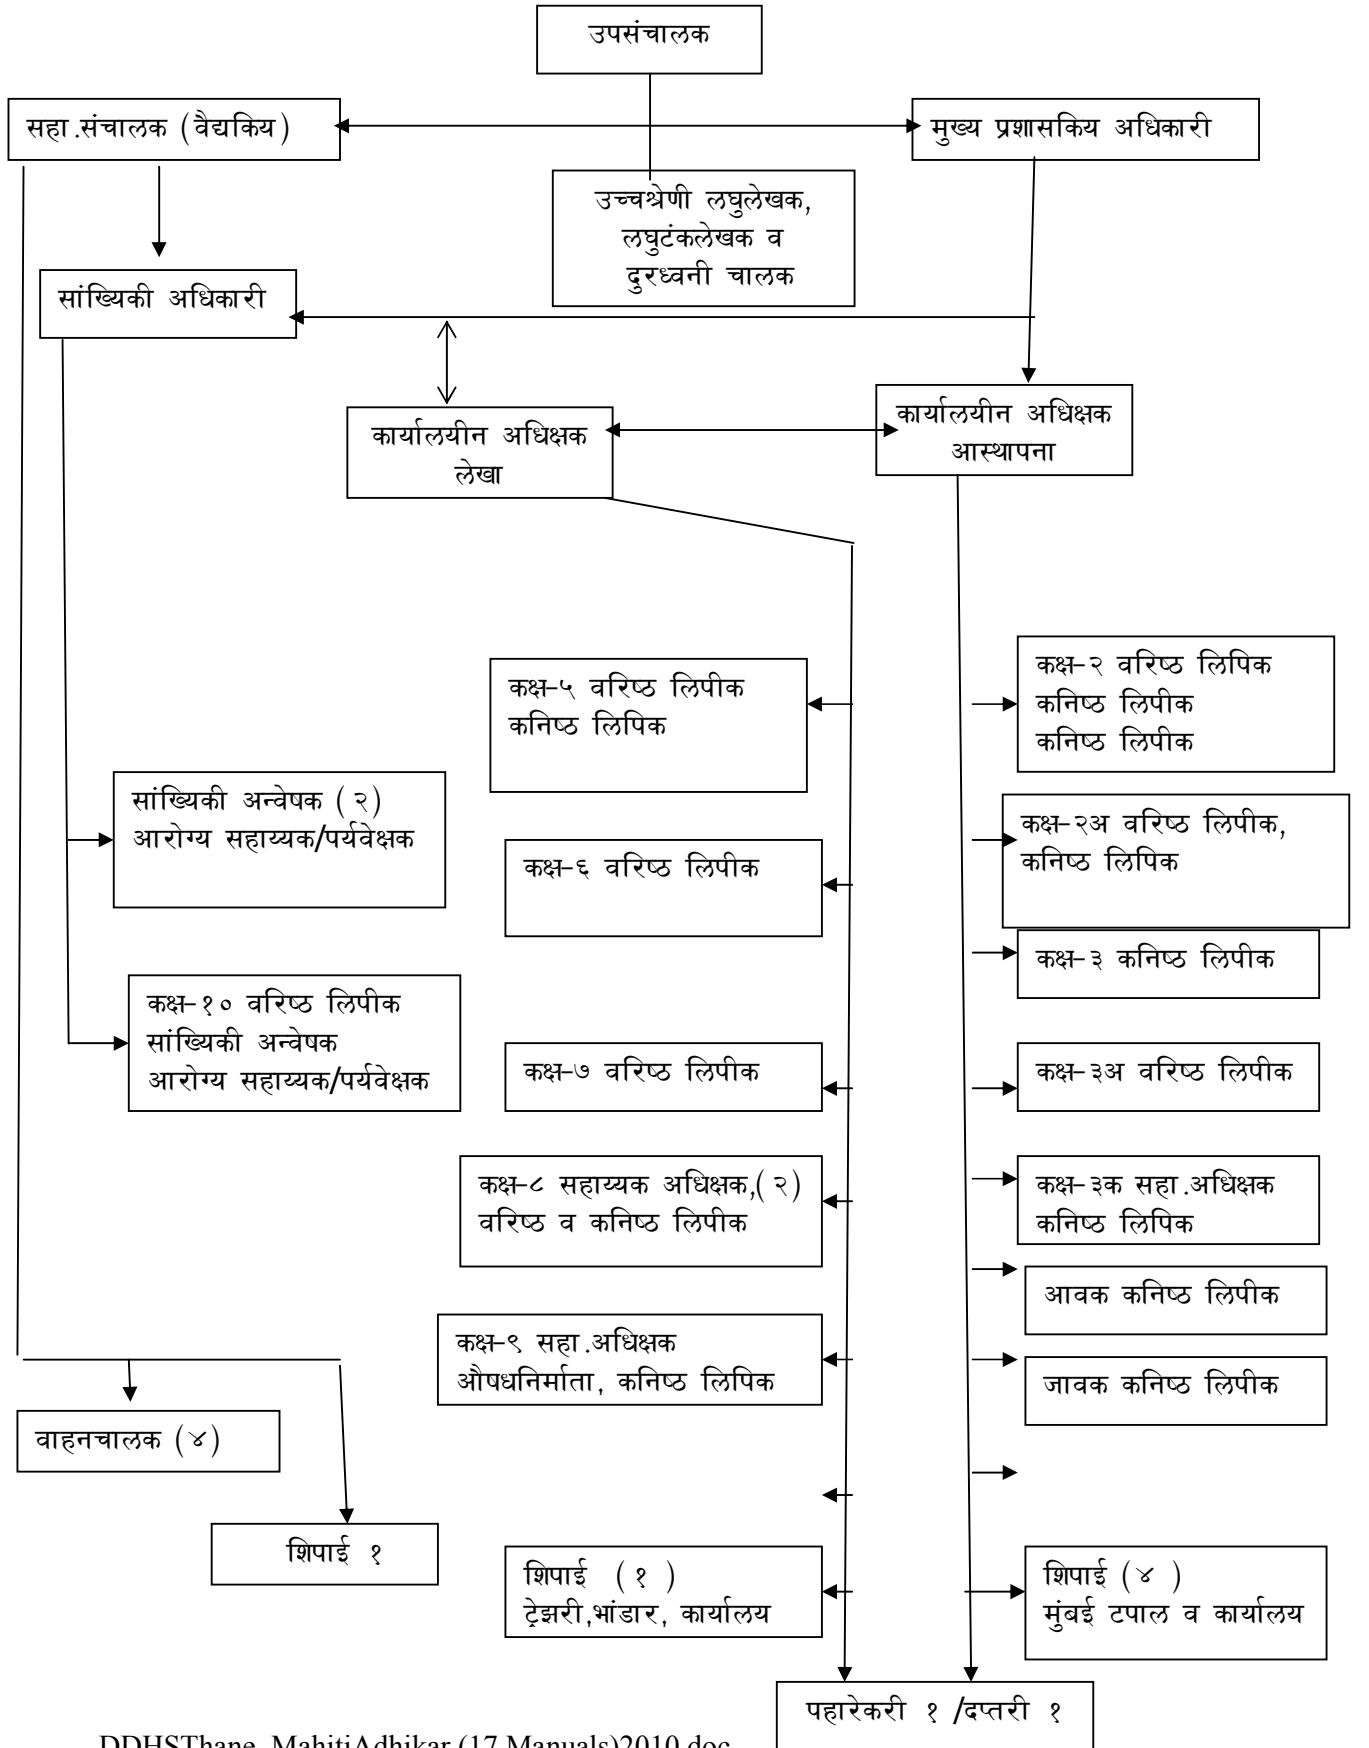 उपसंचालक
सहा.संचालक (वैद्यकिय)
मुख्य प्रशासकिय अधिकारी
उच्चश्रेणी लघुलेखक,
लघुटंकलेखक व
दुरध्वनी चालक
सांख्यिकी अधिकारी
कार्यालयीन अधिक्षक
लेखा
कार्यालयीन अधिक्षक
आस्थापना
कक्ष-५ वरिष्ठ लिपीक
कनिष्ठ लिपिक
कक्ष-२ वरिष्ठ लिपिक
कनिष्ठ लिपीक
कनिष्ठ लिपीक
सांख्यिकी अन्वेषक (२)
आरोग्य सहाय्यक/पर्यवेक्षक
कक्ष-२अ वरिष्ठ लिपीक,
कनिष्ठ लिपिक
कक्ष-६ वरिष्ठ लिपीक
कक्ष-३ कनिष्ठ लिपीक
कक्ष-१० वरिष्ठ लिपीक
सांख्यिकी अन्वेषक
आरोग्य सहाय्यक/पर्यवेक्षक
कक्ष-७ वरिष्ठ लिपीक
कक्ष-३अ वरिष्ठ लिपीक
कक्ष-८ सहाय्यक अधिक्षक,(२)
वरिष्ठ व कनिष्ठ लिपीक
कक्ष-३क सहा.अधिक्षक
कनिष्ठ लिपिक
आवक कनिष्ठ लिपीक
कक्ष-९ सहा.अधिक्षक
औषधनिर्माता, कनिष्ठ लिपिक
जावक कनिष्ठ लिपीक
वाहनचालक (४)
शिपाई १
शिपाई (१ )
ट्रेझरी,भांडार, कार्यालय
शिपाई (४ )
मुंबई टपाल व कार्यालय
पहारेकरी १ /दप्तरी १
DDHSThane MahitiAdhikar (17 Manuals)2010.doc